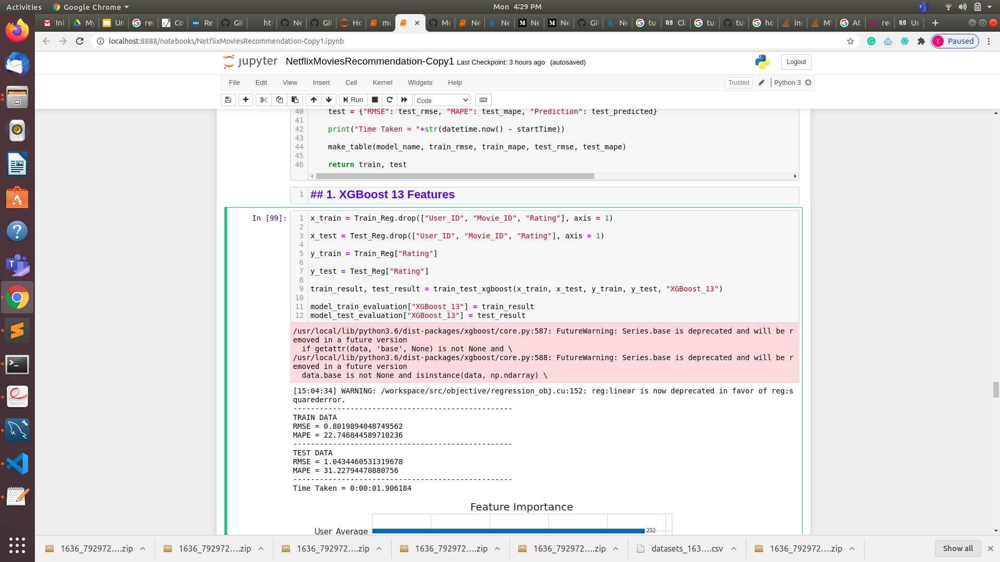 Activities
Google Chrome
Mon 4:29 PM
In
My
Un
rec
Co
tds
Re
Git
htt
Ne
Git
Ho
mo
Mo
Ne
Ne
Ne
Ne
Git
Ne
tu
Cl
tu
tu
ho
in
M
At
re
Us
localhost:8888/notebooks/NetflixMoviesRecommendation-Copy1.ipynb
T
Paused
jupyter
NetflixMoviesRecommendation-Copy1
Last Checkpoint: 3 hours ago
(autosaved)
Logout
File
Edit
View
Insert
Cell
Kernel
Widgets
Help
Trusted
Python 3
Run
Code
40 test = {"RMSE": test_rmse, "MAPE": test_mape, "Prediction": test_predicted}
41
42 print("Time Taken = "+str(datetime.now() - startTime))
43
44 make_table(model_name, train_rmse, train_mape, test_rmse, test_mape)
45
46 return train, test
1 ## 1. XGBoost 13 Features
In [99]:
1 x_train = Train_Reg.drop(["User_ID", "Movie_ID", "Rating"], axis = 1)
2
3 x_test = Test_Reg.drop(["User_ID", "Movie_ID", "Rating"], axis = 1)
4
5 y_train = Train_Reg["Rating"]
6
7 y_test = Test_Reg["Rating"]
8
9 train_result, test_result = train_test_xgboost(x_train, x_test, y_train, y_test, "XGBoost_13")
10
11 model_train_evaluation["XGBoost_13"] = train_result
12 model_test_evaluation["XGBoost_13"] = test_result
/usr/local/lib/python3.6/dist-packages/xgboost/core.py:587: FutureWarning: Series.base is deprecated and will be r
emoved in a future version
if getattr(data, 'base', None) is not None and \
/usr/local/lib/python3.6/dist-packages/xgboost/core.py:588: FutureWarning: Series.base is deprecated and will be r
emoved in a future version
data.base is not None and isinstance(data, np.ndarray) \
[15:04:34] WARNING: /workspace/src/objective/regression_obj.cu:152: reg:linear is now deprecated in favor of reg:s
quarederror.
--------------------------------------------------
TRAIN DATA
RMSE = 0.8019894048749562
MAPE = 22.746844589710236
--------------------------------------------------
TEST DATA
RMSE = 1.0434460531319678
MAPE = 31.22794470880756
--------------------------------------------------
Time Taken = 0:00:01.906184
Feature Importance
User_Average
232
1636_792972....zip
1636_792972....zip
1636_792972....zip
1636_792972....zip
1636_792972....zip
datasets_163....csv
1636_792972....zip
Show all